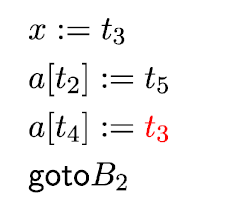 x := t₃
a[t₂] := t₅
a[t₄] := t₃
gotoB₂